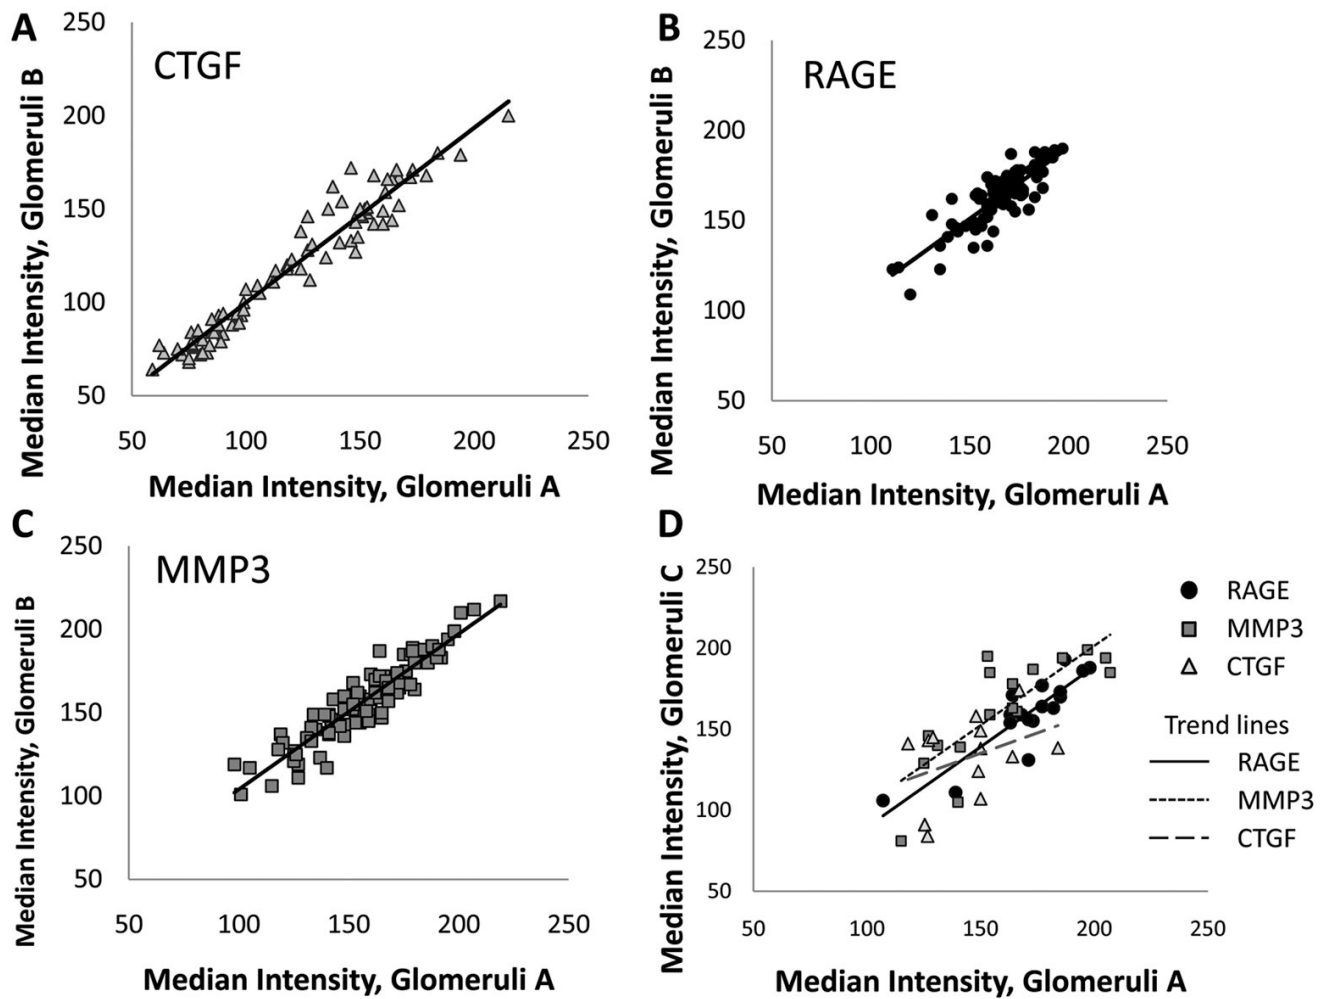 A
CTGF
Median Intensity, Glomeruli B
250
200
150
100
50
50 100 150 200 250
Median Intensity, Glomeruli A
B
RAGE
Median Intensity, Glomeruli B
250
200
150
100
50
50 100 150 200 250
Median Intensity, Glomeruli A
C
MMP3
Median Intensity, Glomeruli B
250
200
150
100
50
50 100 150 200 250
Median Intensity, Glomeruli A
D
Median Intensity, Glomeruli C
250
200
150
100
50
50 100 150 200 250
Median Intensity, Glomeruli A
RAGE
MMP3
CTGF
Trend lines
RAGE
MMP3
CTGF